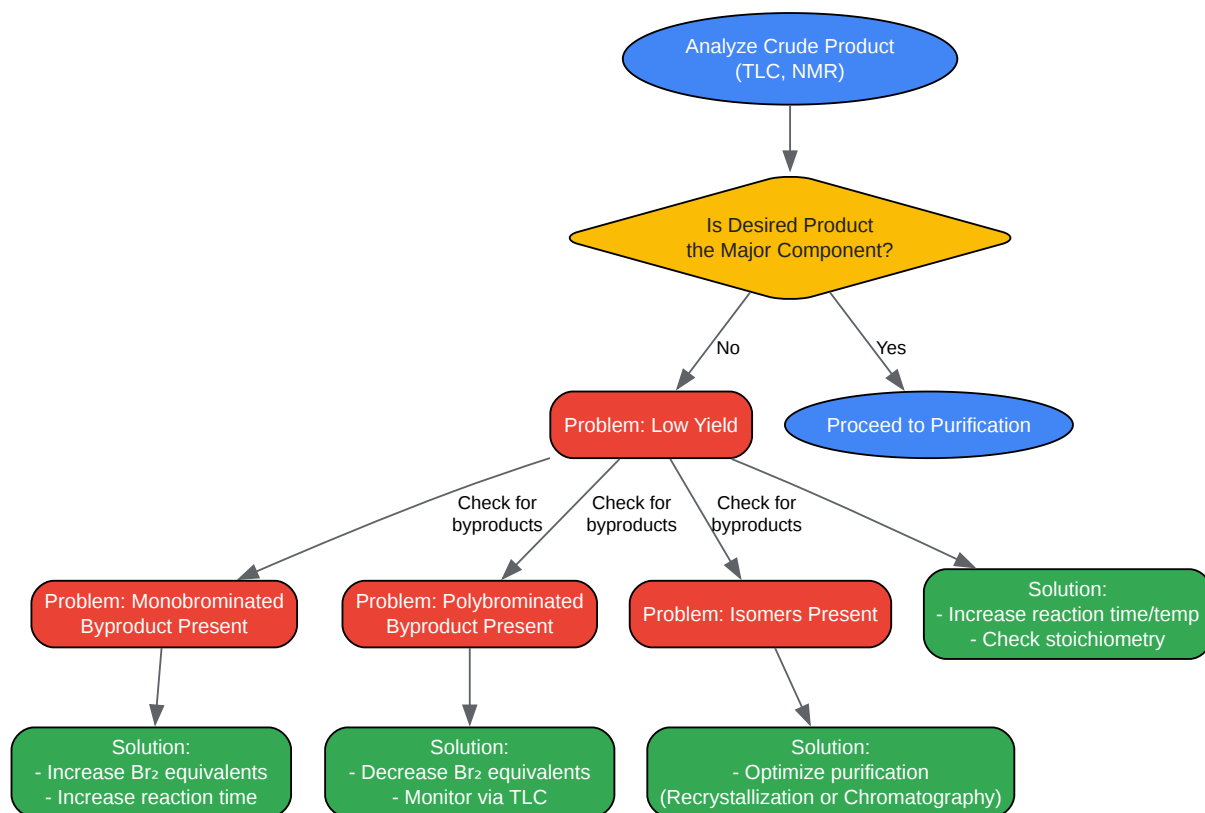 Analyze Crude Product
(TLC, NMR)
Is Desired Product
the Major Component?
No
Yes
Problem: Low Yield
Proceed to Purification
Check for
byproducts
Check for
byproducts
Check for
byproducts
Problem: Monobrominated
Byproduct Present
Problem: Polybrominated
Byproduct Present
Problem: Isomers Present
Solution:
- Increase reaction time/temp
- Check stoichiometry
Solution:
- Increase Br₂ equivalents
- Increase reaction time
Solution:
- Decrease Br₂ equivalents
- Monitor via TLC
Solution:
- Optimize purification
(Recrystallization or Chromatography)